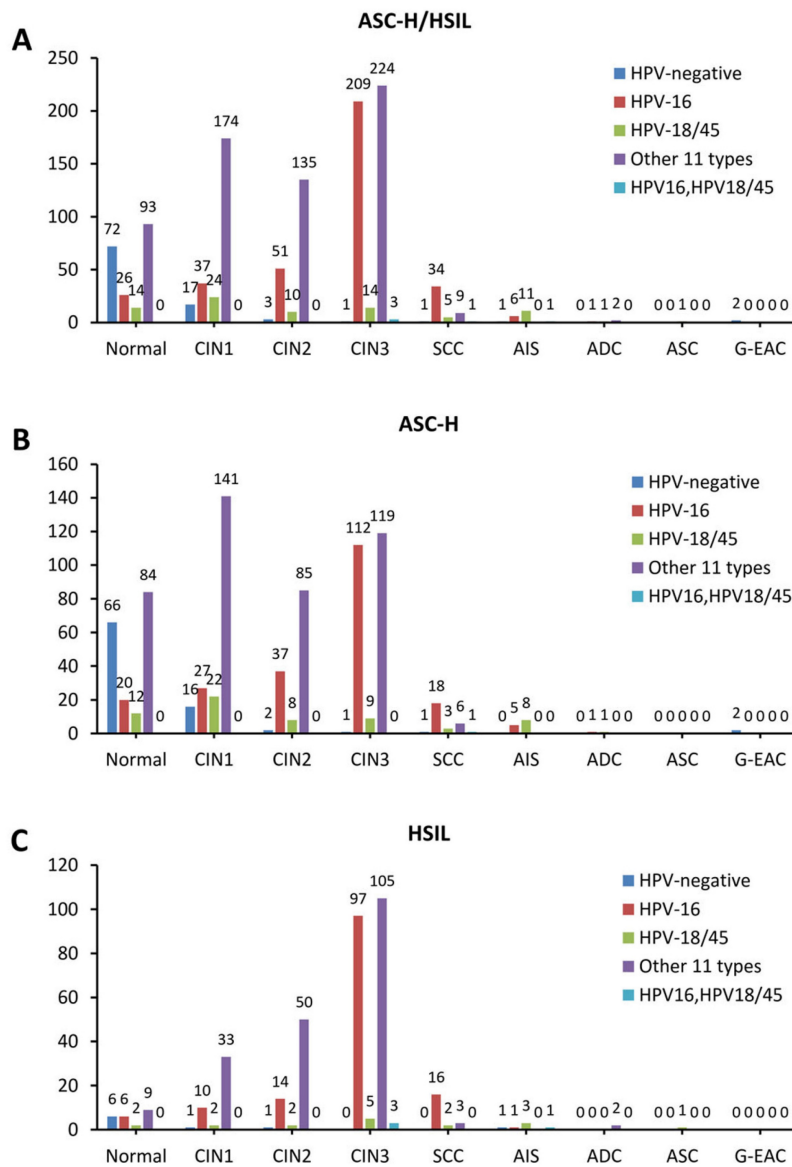 A
ASC-H/HSIL
250
200
150
100
50
0
72 26 14 93 0
17 37 24 174 0
3 51 10 135 0
1 209 14 224 3
1 34 5 9 1
1 6 11 0 1
0 1 1 2 0
0 0 1 0 0
2 0 0 0 0
Normal CIN1 CIN2 CIN3 SCC AIS ADC ASC G-EAC
HPV-negative
HPV-16
HPV-18/45
Other 11 types
HPV16,HPV18/45
B
ASC-H
160
140
120
100
80
60
40
20
0
66 20 12 84 0
16 27 22 141 0
2 37 8 85 0
1 112 9 119 0
1 18 3 6 1
0 5 8 0 0
0 1 1 0 0
0 0 0 0 0
2 0 0 0 0
Normal CIN1 CIN2 CIN3 SCC AIS ADC ASC G-EAC
HPV-negative
HPV-16
HPV-18/45
Other 11 types
HPV16,HPV18/45
C
HSIL
120
100
80
60
40
20
0
6 6 2 9 0
1 10 2 33 0
1 14 2 50 0
0 97 5 105 3
0 16 2 3 0
1 1 3 0 1
0 0 0 2 0
0 0 1 0 0
0 0 0 0 0
Normal CIN1 CIN2 CIN3 SCC AIS ADC ASC G-EAC
HPV-negative
HPV-16
HPV-18/45
Other 11 types
HPV16,HPV18/45